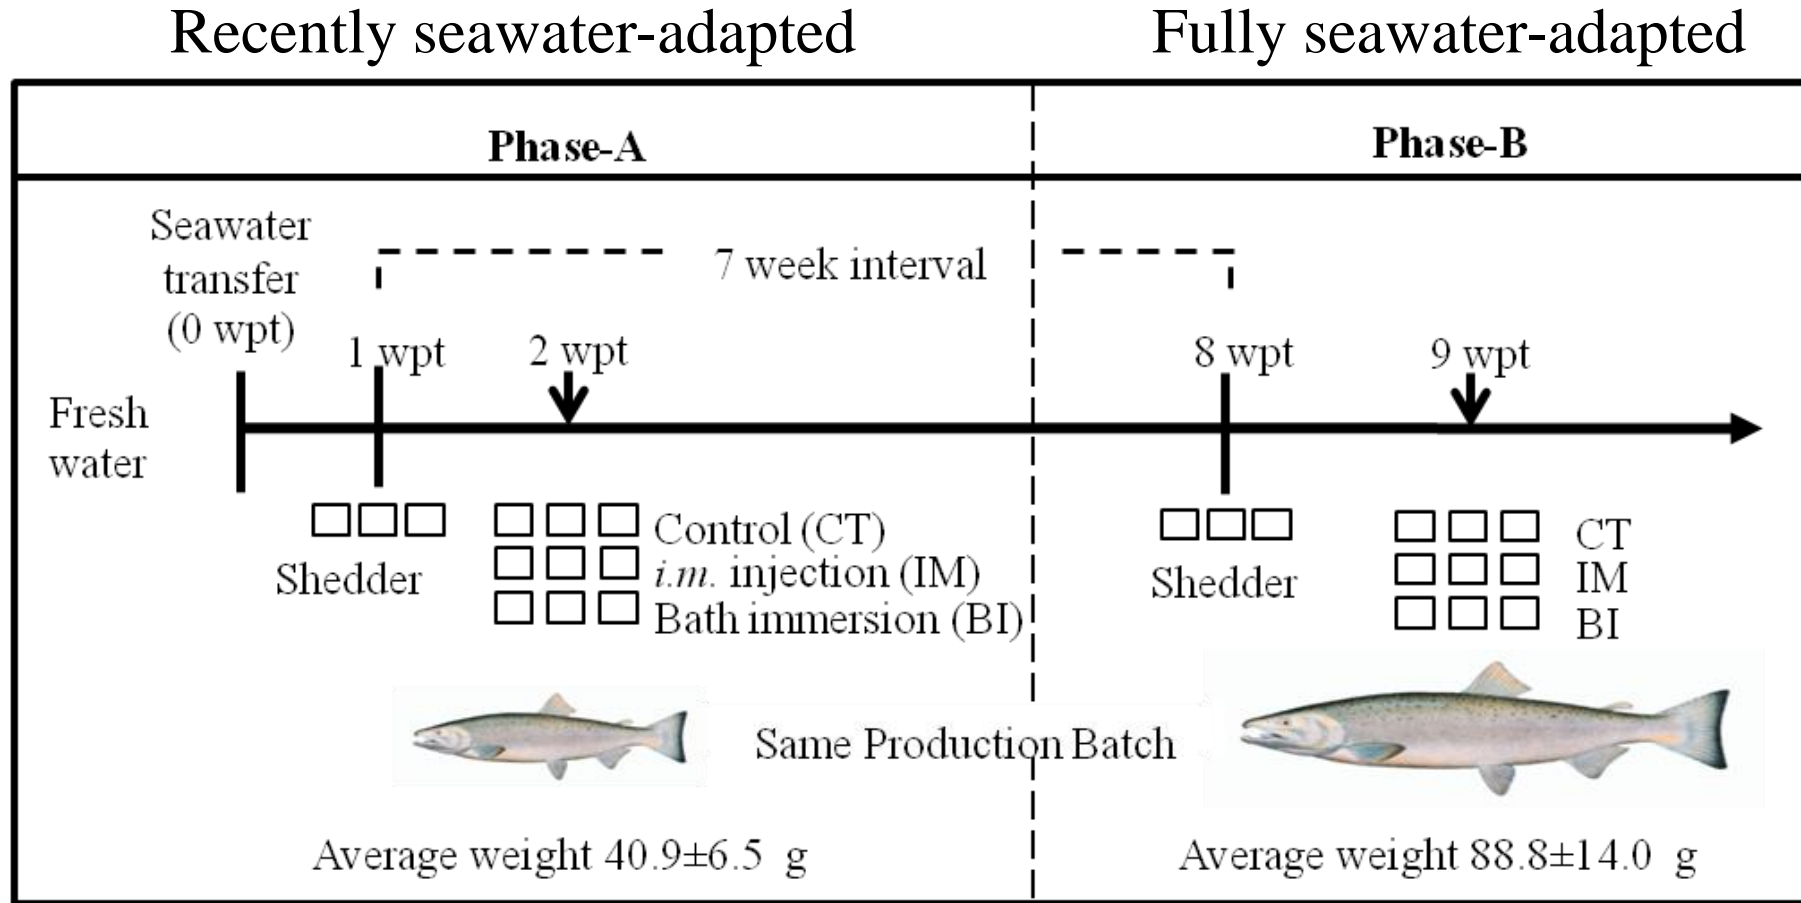 Recently seawater-adapted
Fully seawater-adapted
Phase-A
Phase-B
Seawater
transfer
(0 wpt)
7 week interval
1 wpt
2 wpt
8 wpt
9 wpt
Fresh
water
Shedder
Control (CT)
i.m. injection (IM)
Bath immersion (BI)
Shedder
CT
IM
BI
Same Production Batch
Average weight 40.9±6.5 g
Average weight 88.8±14.0 g